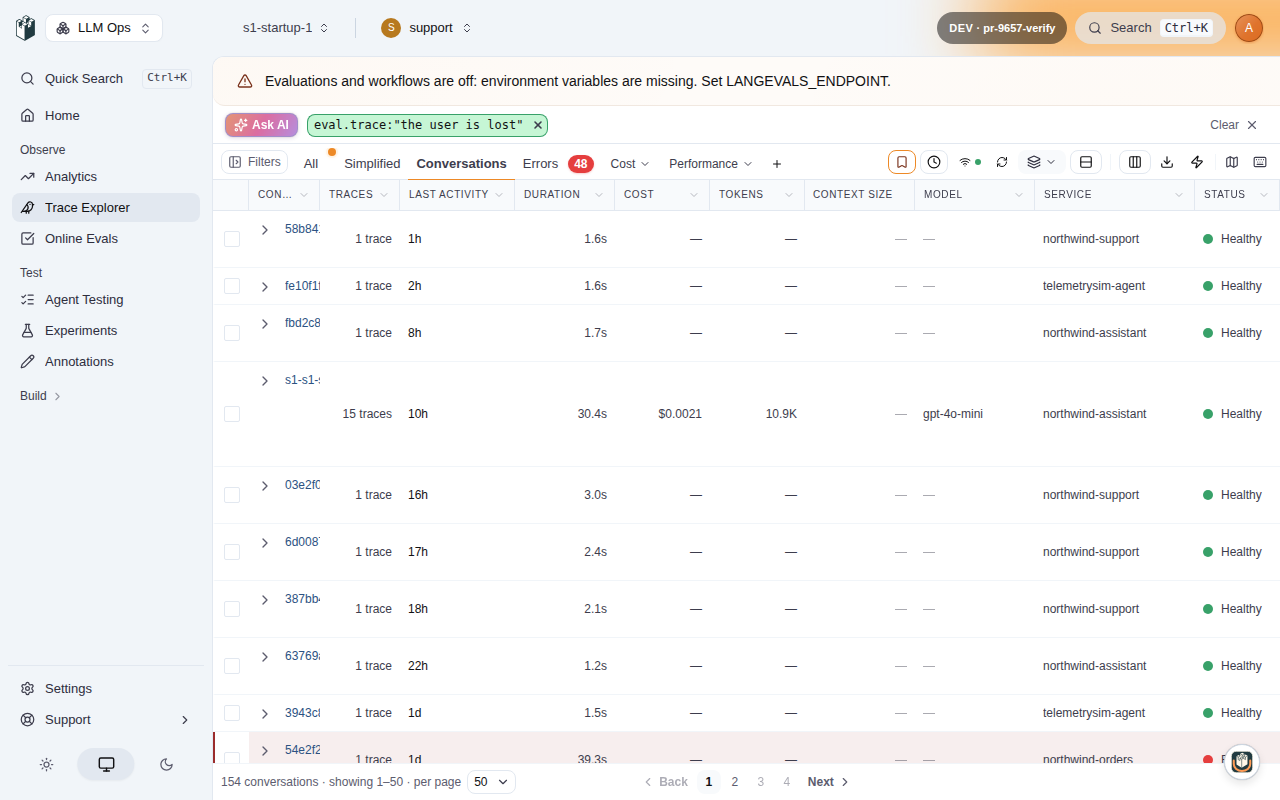 LLM Ops
s1-startup-1
S support
DEV · pr-9657-verify
Search Ctrl+K
A
Quick Search Ctrl+K
Home
Observe
Analytics
Trace Explorer
Online Evals
Test
Agent Testing
Experiments
Annotations
Build
Settings
Support
Evaluations and workflows are off: environment variables are missing. Set LANGEVALS_ENDPOINT.
Ask AI eval.trace:"the user is lost" Clear
Filters All Simplified Conversations Errors 48 Cost Performance
CON... TRACES LAST ACTIVITY DURATION COST TOKENS CONTEXT SIZE MODEL SERVICE STATUS
58b84 1 trace 1h 1.6s — — — — northwind-support Healthy
fe10f1 1 trace 2h 1.6s — — — — telemetrysim-agent Healthy
fbd2c8 1 trace 8h 1.7s — — — — northwind-assistant Healthy
s1-s1- 15 traces 10h 30.4s $0.0021 10.9K — gpt-4o-mini northwind-assistant Healthy
03e2f0 1 trace 16h 3.0s — — — — northwind-support Healthy
6d008 1 trace 17h 2.4s — — — — northwind-support Healthy
387bb 1 trace 18h 2.1s — — — — northwind-support Healthy
63769 1 trace 22h 1.2s — — — — northwind-assistant Healthy
3943c 1 trace 1d 1.5s — — — — telemetrysim-agent Healthy
54e2f2 1 trace 1d 39.3s — — — — northwind-orders
154 conversations · showing 1–50 · per page 50 Back 1 2 3 4 Next